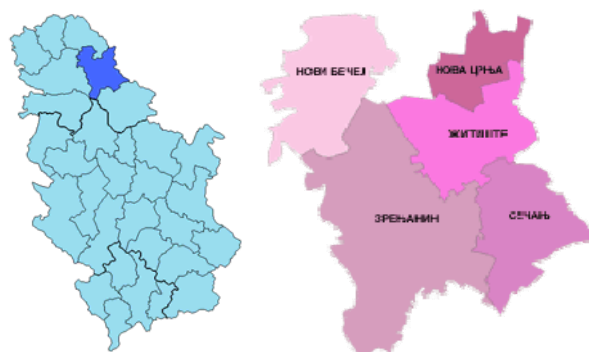 НОВИ БЕЧЕЈ
НОВА ЦРЊА
ЖИТИШТЕ
ЗРЕЊАНИН
СЕЧАЊ